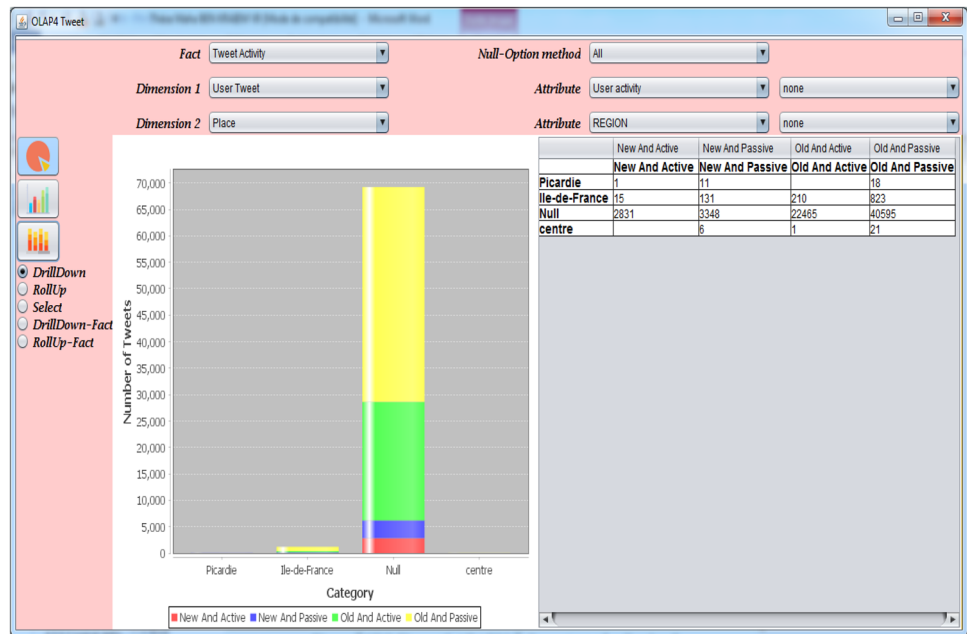 OLAP4 Tweet
Fact Tweet Activity Null-Option method All
Dimension 1 User Tweet Attribute User activity none
Dimension 2 Place Attribute REGION none
DrillDown
RollUp
Select
DrillDown-Fact
RollUp-Fact
Number of Tweets
70,000
65,000
60,000
55,000
50,000
45,000
40,000
35,000
30,000
25,000
20,000
15,000
10,000
5,000
0
Picardie Ile-de-France Null centre
Category
New And Active New And Passive Old And Active Old And Passive
New And Active New And Passive Old And Active Old And Passive
New And Active New And Passive Old And Active Old And Passive
Picardie 1 11 18
Ile-de-France 15 131 210 823
Null 2831 3348 22465 40595
centre 6 1 21